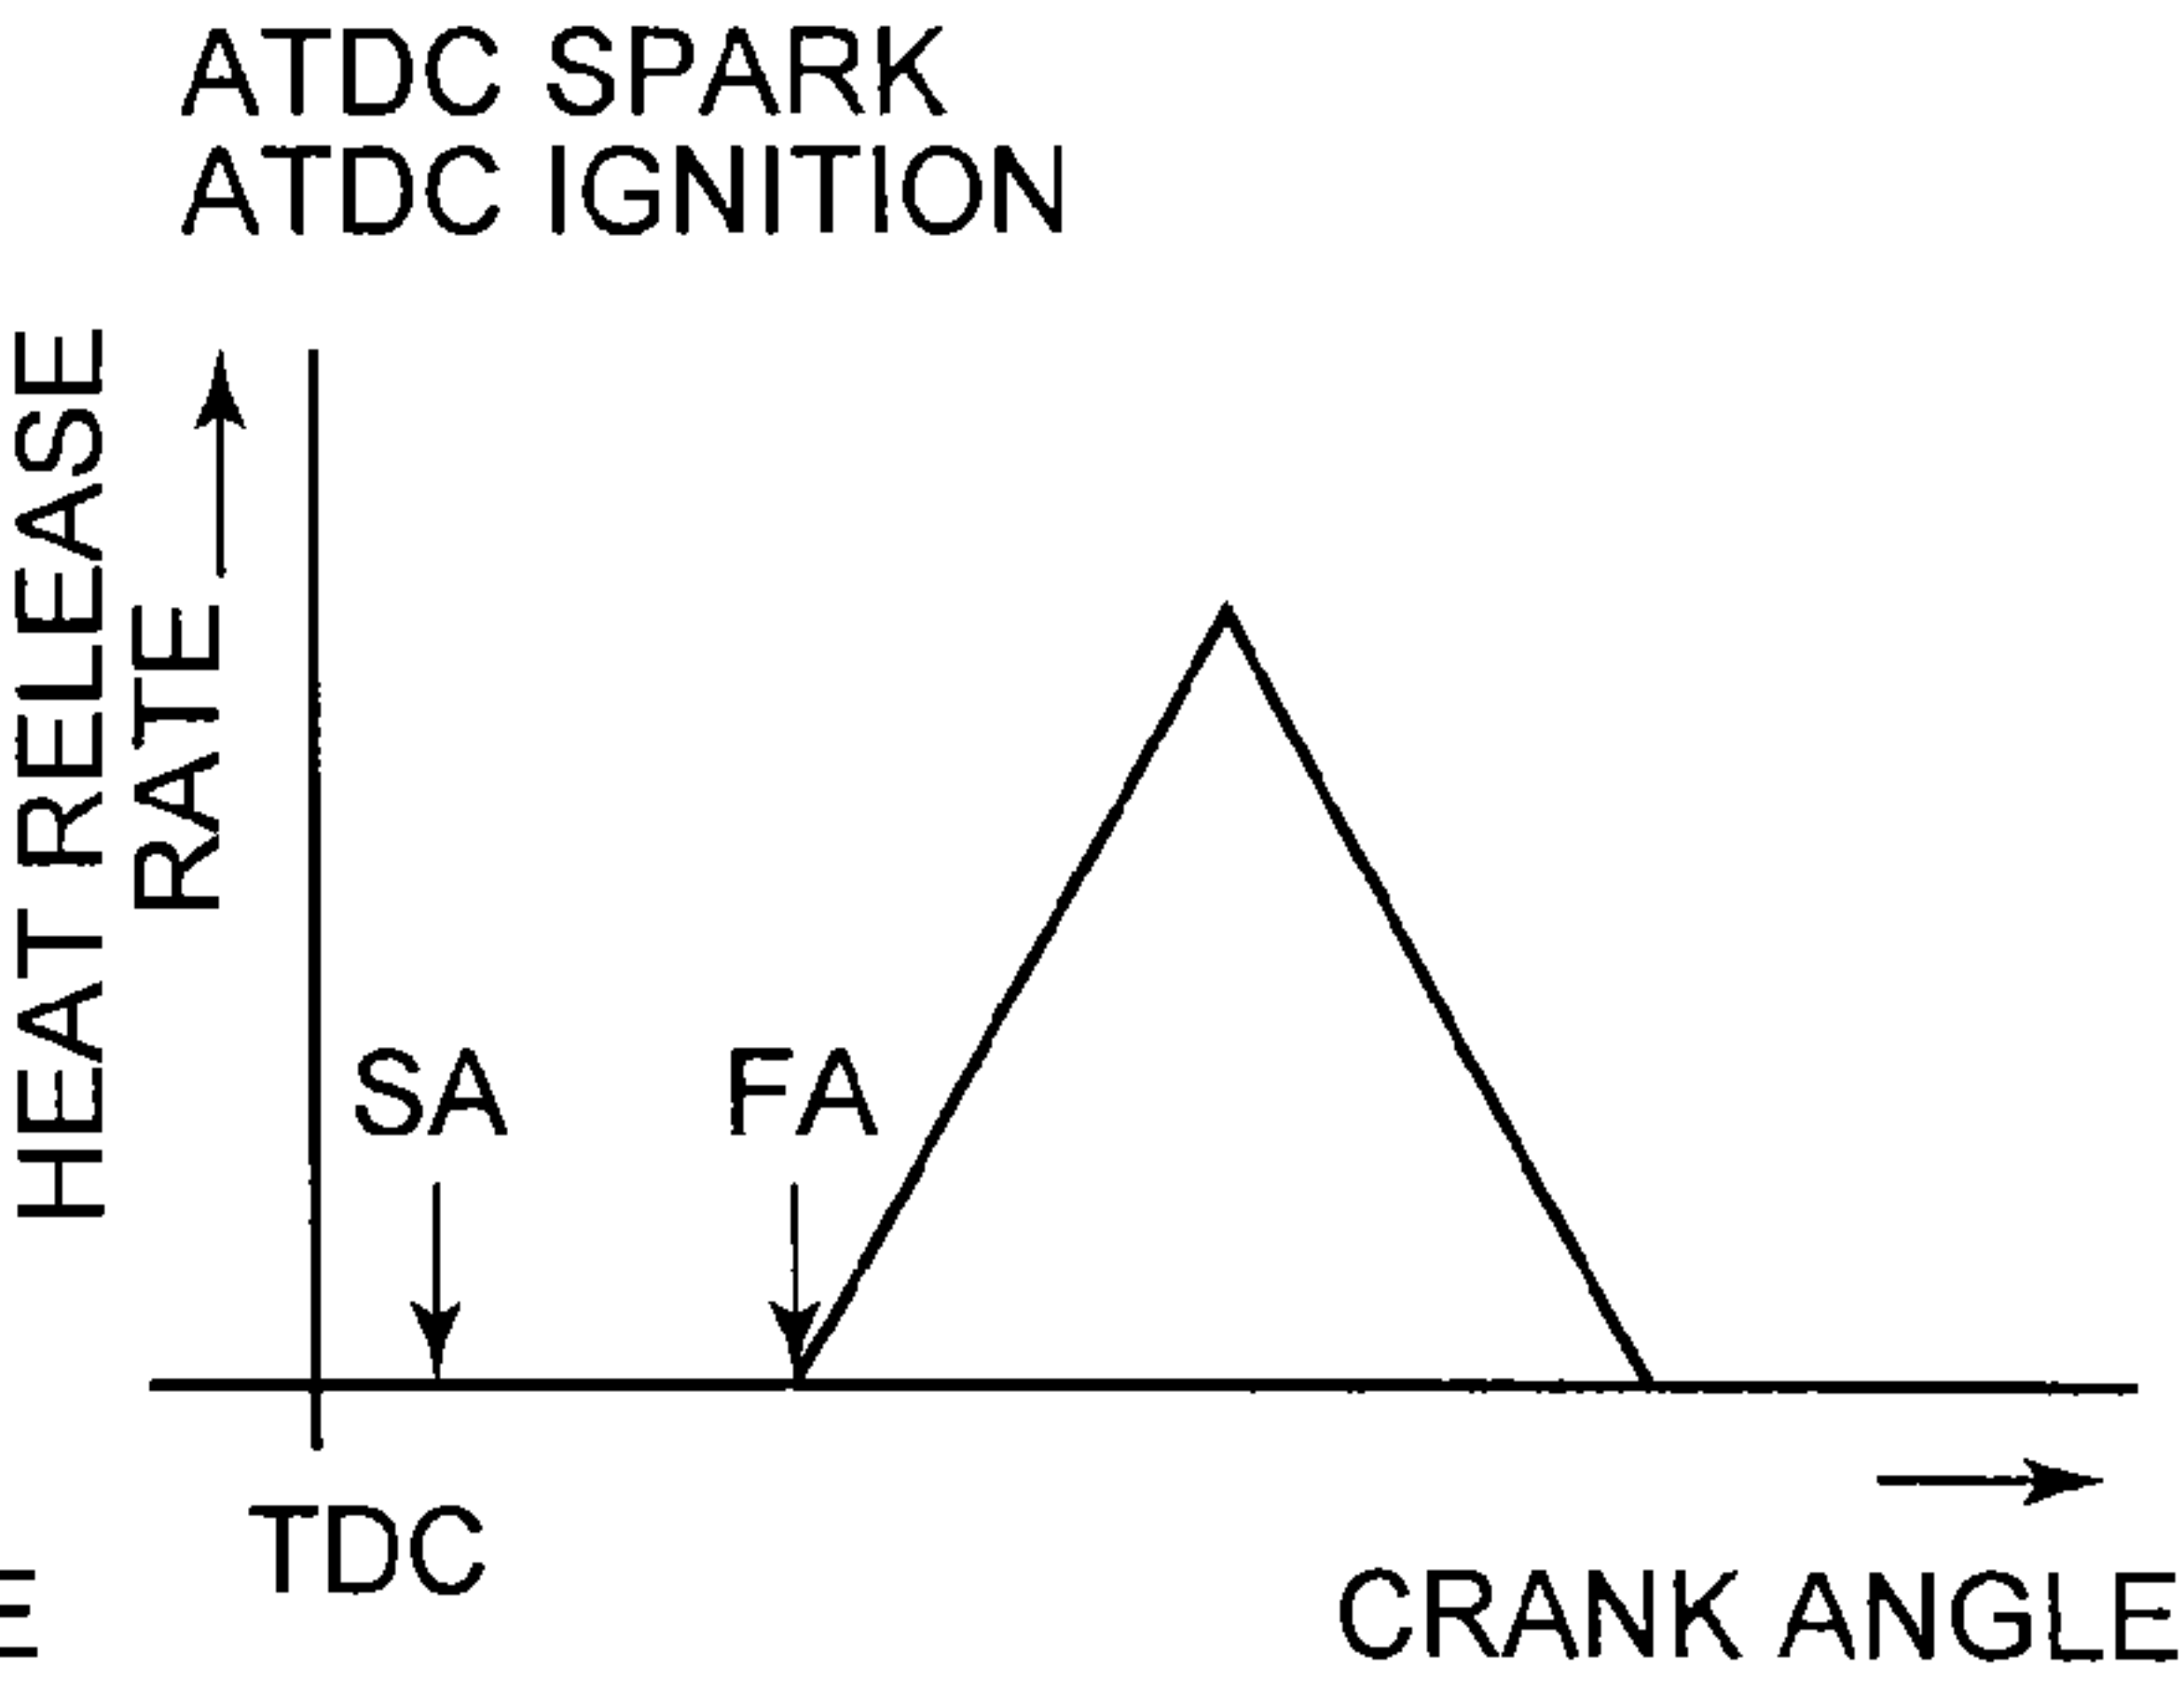 ATDC SPARK
ATDC IGNITION
HEAT RELEASE
RATE
SA
FA
TDC
CRANK ANGLE
E